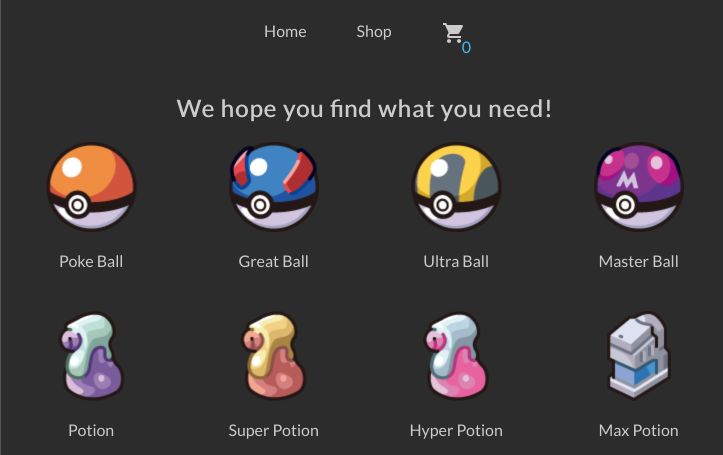 Home Shop 0
We hope you find what you need!
M
Poke Ball Great Ball Ultra Ball Master Ball
Potion Super Potion Hyper Potion Max Potion